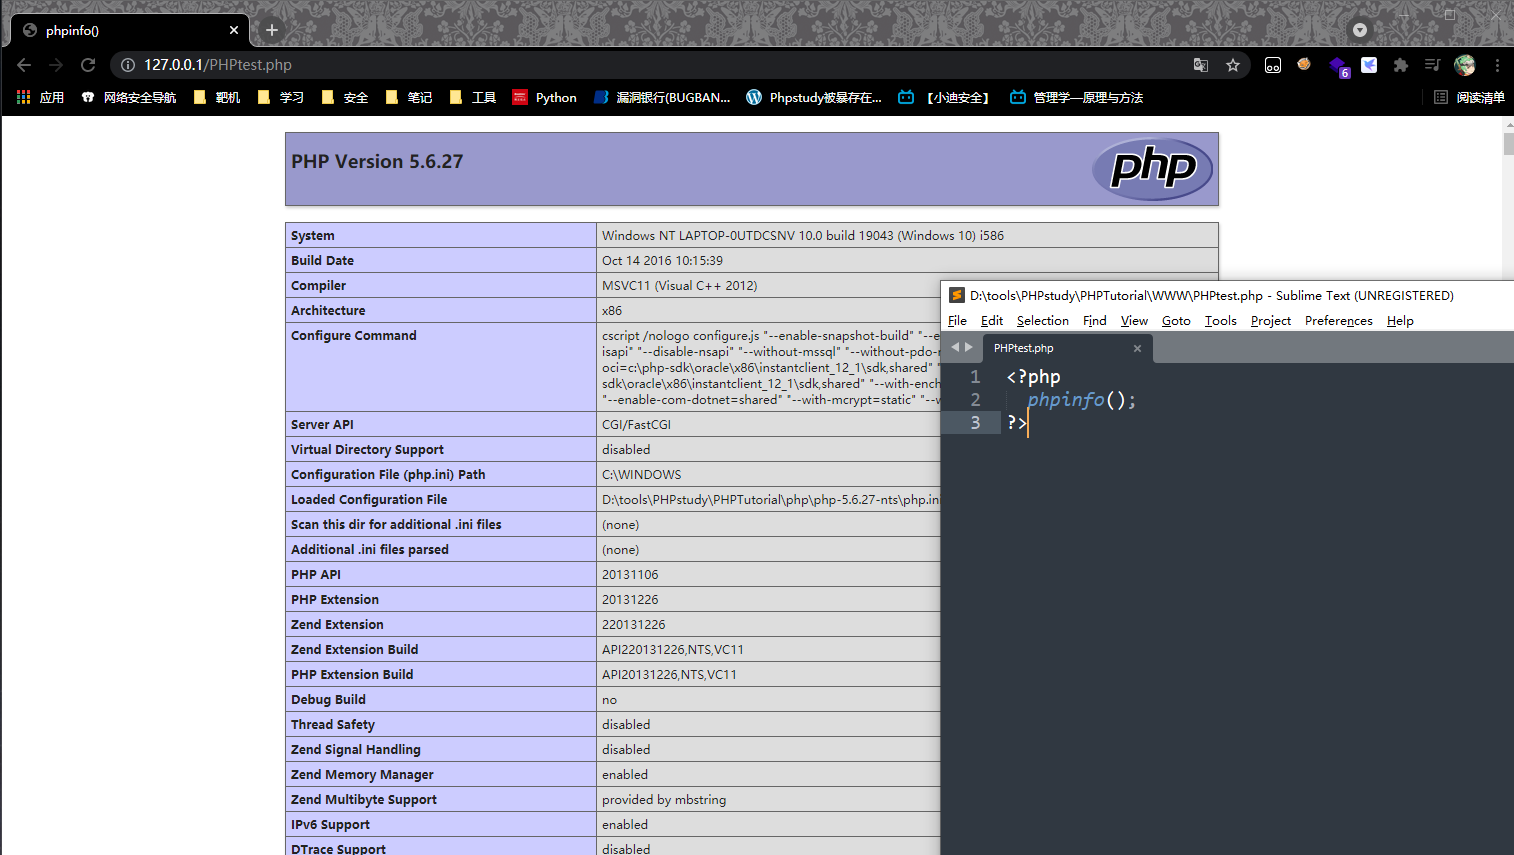 phpinfo()
127.0.0.1/PHPtest.php
6
应用 网络安全导航 靶机 学习 安全 笔记 工具 Python 漏洞银行(BUGBAN... Phpstudy被暴存在... 【小迪安全】 管理学—原理与方法 阅读清单
PHP Version 5.6.27
php
System Windows NT LAPTOP-0UTDCSNV 10.0 build 19043 (Windows 10) i586
Build Date Oct 14 2016 10:15:39
Compiler MSVC11 (Visual C++ 2012)
Architecture x86
Configure Command cscript /nologo configure.js "--enable-snapshot-build" "--e
isapi" "--disable-nsapi" "--without-mssql" "--without-pdo-
oci=c:\php-sdk\oracle\x86\instantclient_12_1\sdk,shared" "
sdk\oracle\x86\instantclient_12_1\sdk,shared" "--with-ench
"--enable-com-dotnet=shared" "--with-mcrypt=static" "--w
Server API CGI/FastCGI
Virtual Directory Support disabled
Configuration File (php.ini) Path C:\WINDOWS
Loaded Configuration File D:\tools\PHPstudy\PHPTutorial\php\php-5.6.27-nts\php.ini
Scan this dir for additional .ini files (none)
Additional .ini files parsed (none)
PHP API 20131106
PHP Extension 20131226
Zend Extension 220131226
Zend Extension Build API220131226,NTS,VC11
PHP Extension Build API20131226,NTS,VC11
Debug Build no
Thread Safety disabled
Zend Signal Handling disabled
Zend Memory Manager enabled
Zend Multibyte Support provided by mbstring
IPv6 Support enabled
DTrace Support disabled
D:\tools\PHPstudy\PHPTutorial\WWW\PHPtest.php - Sublime Text (UNREGISTERED)
File Edit Selection Find View Goto Tools Project Preferences Help
PHPtest.php
1 <?php
2 phpinfo();
3 ?>